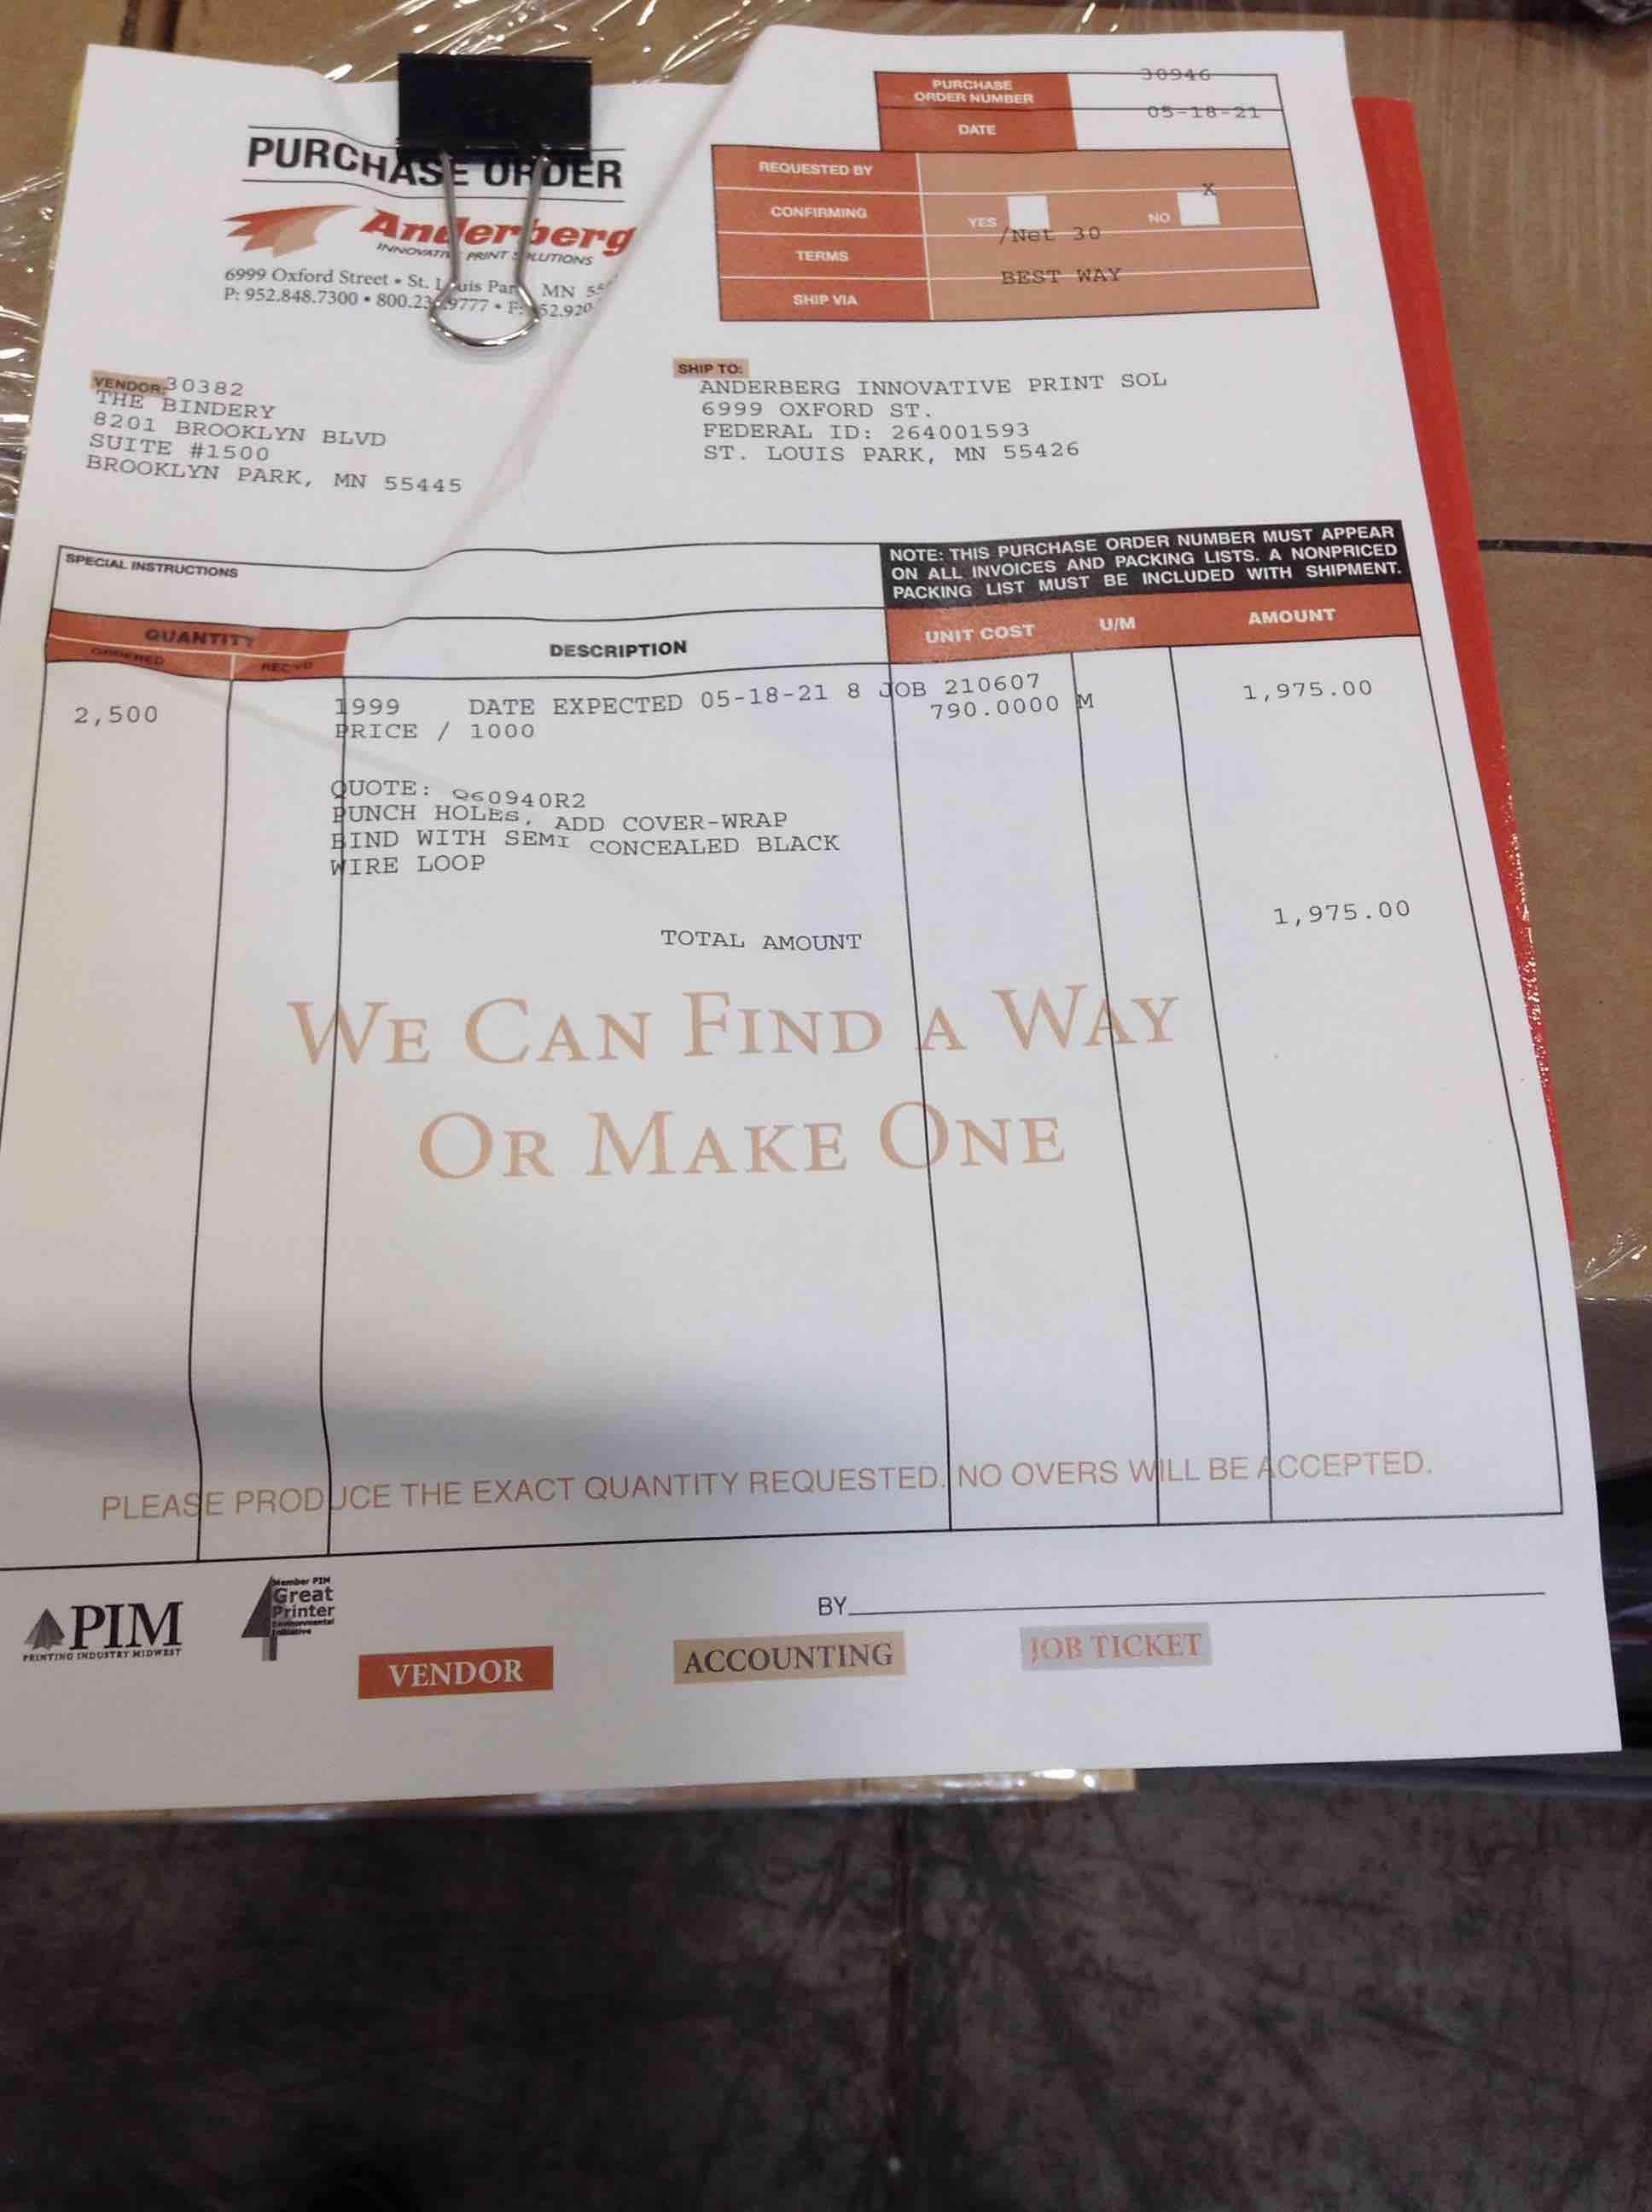 PURCHASE ORDER
Anderberg
INNOVATIVE PRINT SOLUTIONS
6999 Oxford Street • St. Louis Park, MN
P: 952.848.7300 • 800.23 9777 • F: 952.920
PURCHASE
ORDER NUMBER
30946
DATE
05-18-21
REQUESTED BY
CONFIRMING
YES
NO
X
TERMS
/Net 30
SHIP VIA
BEST WAY
VENDOR: 30382
THE BINDERY
8201 BROOKLYN BLVD
SUITE #1500
BROOKLYN PARK, MN 55445
SHIP TO:
ANDERBERG INNOVATIVE PRINT SOL
6999 OXFORD ST.
FEDERAL ID: 264001593
ST. LOUIS PARK, MN 55426
SPECIAL INSTRUCTIONS
NOTE: THIS PURCHASE ORDER NUMBER MUST APPEAR
ON ALL INVOICES AND PACKING LISTS. A NONPRICED
PACKING LIST MUST BE INCLUDED WITH SHIPMENT.
QUANTITY
ORDERED
REC'VD
DESCRIPTION
UNIT COST
U/M
AMOUNT
2,500
1999 DATE EXPECTED 05-18-21 8 JOB 210607
790.0000 M
1,975.00
PRICE / 1000
QUOTE: Q60940R2
PUNCH HOLES, ADD COVER-WRAP
BIND WITH SEMI CONCEALED BLACK
WIRE LOOP
TOTAL AMOUNT
1,975.00
WE CAN FIND A WAY
OR MAKE ONE
PLEASE PRODUCE THE EXACT QUANTITY REQUESTED. NO OVERS WILL BE ACCEPTED.
PIM
PRINTING INDUSTRY MIDWEST
Member PIM
Great
Printer
Environmental
Initiative
BY
VENDOR
ACCOUNTING
JOB TICKET